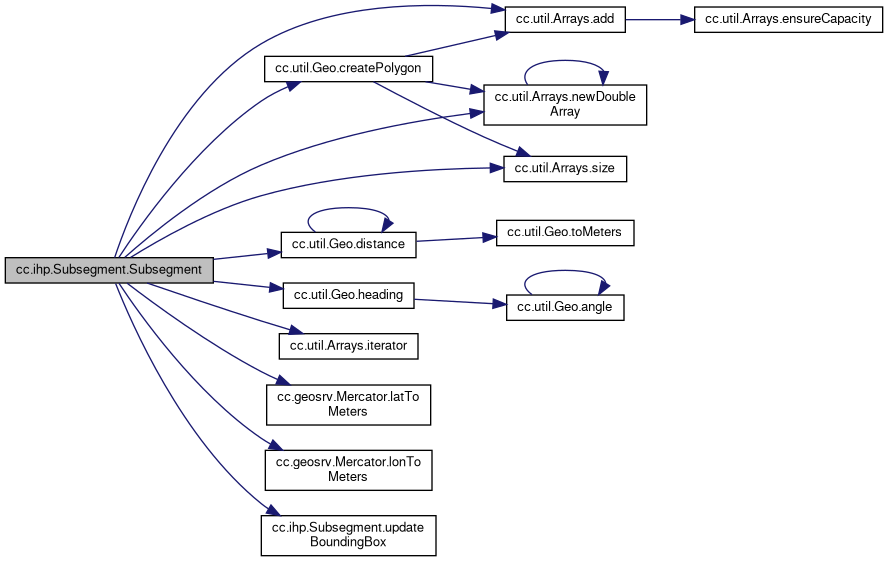 cc.util.Arrays.add
cc.util.Arrays.ensureCapacity
cc.util.Geo.createPolygon
cc.util.Arrays.newDouble
Array
cc.util.Arrays.size
cc.util.Geo.distance
cc.util.Geo.toMeters
cc.ihp.Subsegment.Subsegment
cc.util.Geo.heading
cc.util.Geo.angle
cc.util.Arrays.iterator
cc.geosrv.Mercator.latTo
Meters
cc.geosrv.Mercator.lonTo
Meters
cc.ihp.Subsegment.update
BoundingBox